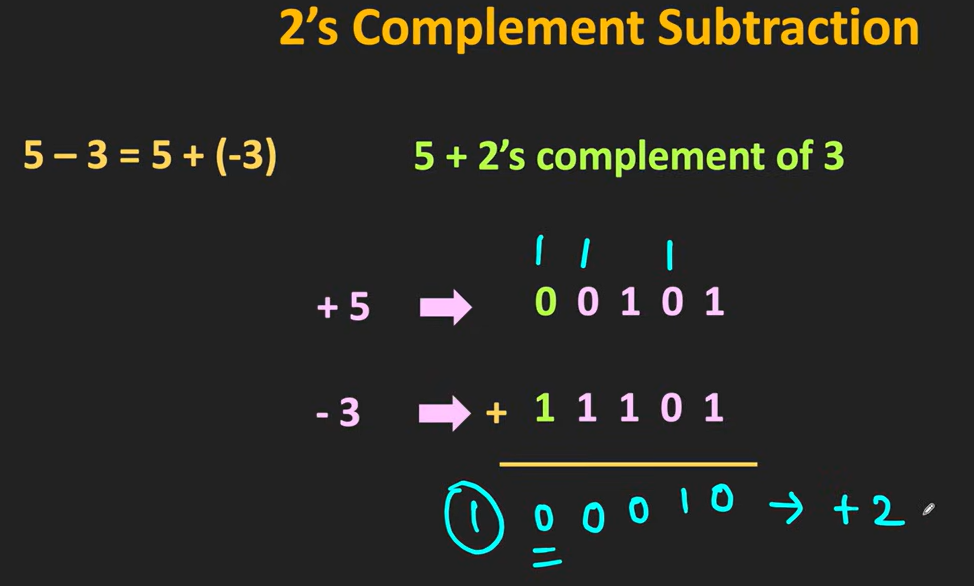 2's Complement Subtraction
5 – 3 = 5 + (-3) 5 + 2's complement of 3
1 1 1
+ 5 0 0 1 0 1
- 3 + 1 1 1 0 1
1 0 0 0 1 0 → + 2